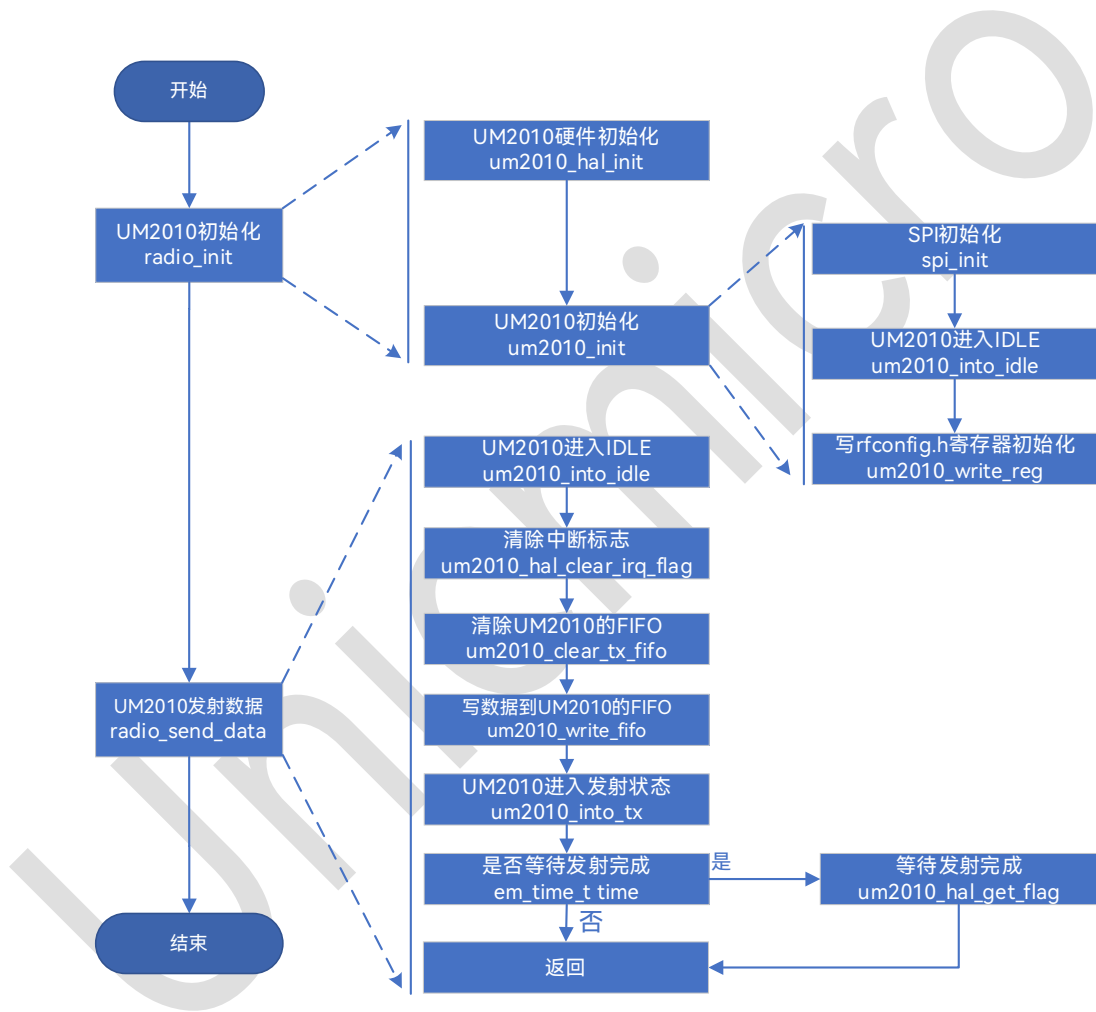 开始
UM2010初始化
radio_init
UM2010硬件初始化
um2010_hal_init
UM2010初始化
um2010_init
SPI初始化
spi_init
UM2010进入IDLE
um2010_into_idle
写rfconfig.h寄存器初始化
um2010_write_reg
UM2010发射数据
radio_send_data
UM2010进入IDLE
um2010_into_idle
清除中断标志
um2010_hal_clear_irq_flag
清除UM2010的FIFO
um2010_clear_tx_fifo
写数据到UM2010的FIFO
um2010_write_fifo
UM2010进入发射状态
um2010_into_tx
是否等待发射完成
em_time_t time
是
等待发射完成
um2010_hal_get_flag
否
返回
结束
Unicmicro